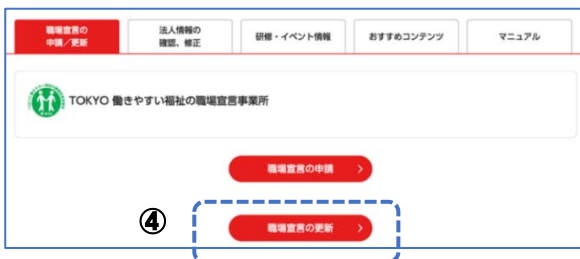 職場宣言の
申請／更新
法人情報の
確認、修正
研修・イベント情報
おすすめコンテンツ
マニュアル
TOKYO 働きやすい福祉の職場宣言事業所
職場宣言の申請
④
職場宣言の更新